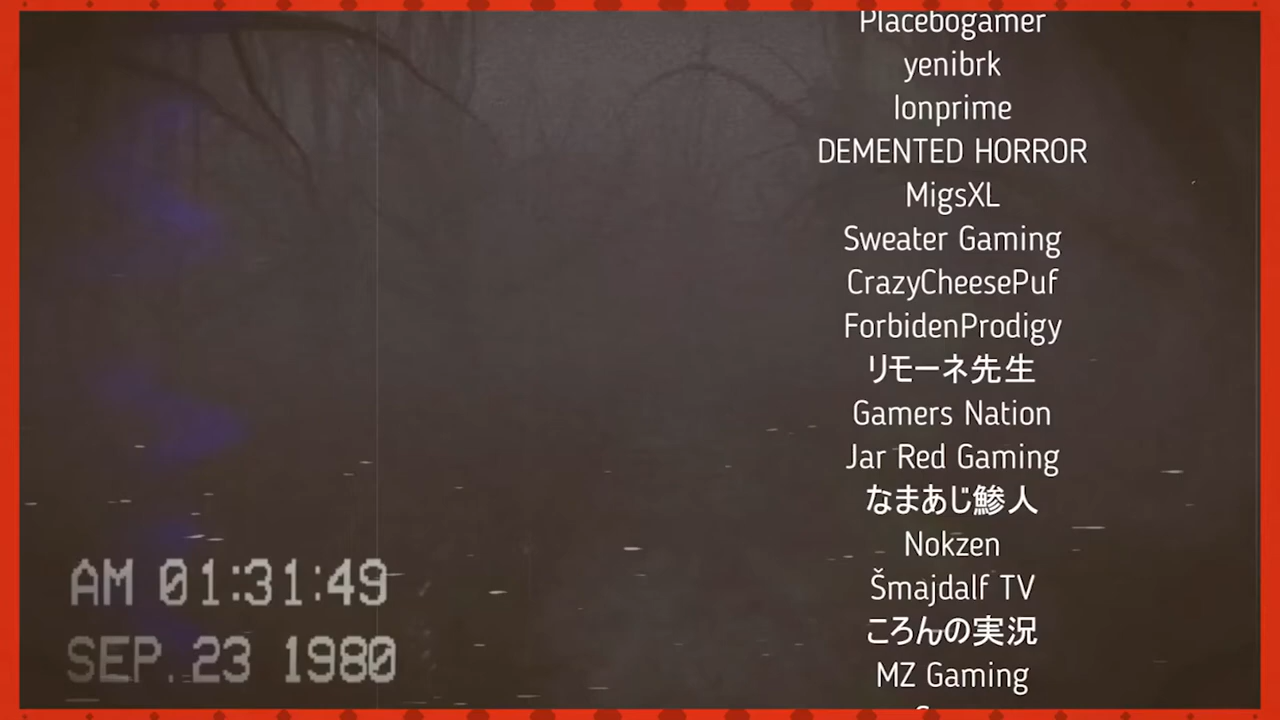 Placebogamer
yenibrk
Ionprime
DEMENTED HORROR
MigsXL
Sweater Gaming
CrazyCheesePuf
ForbidenProdigy
リモーネ先生
Gamers Nation
Jar Red Gaming
なまあじ鯵人
Nokzen
Šmajdalf TV
ころんの実況
MZ Gaming
AM 01:31:49
SEP.23 1980